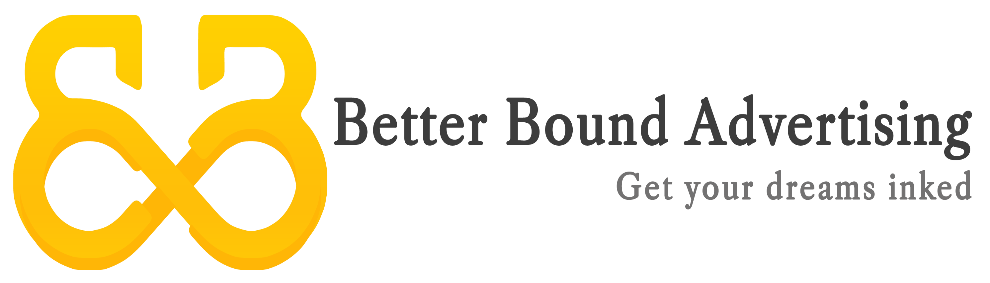 Better Bound Advertising
Get your dreams inked